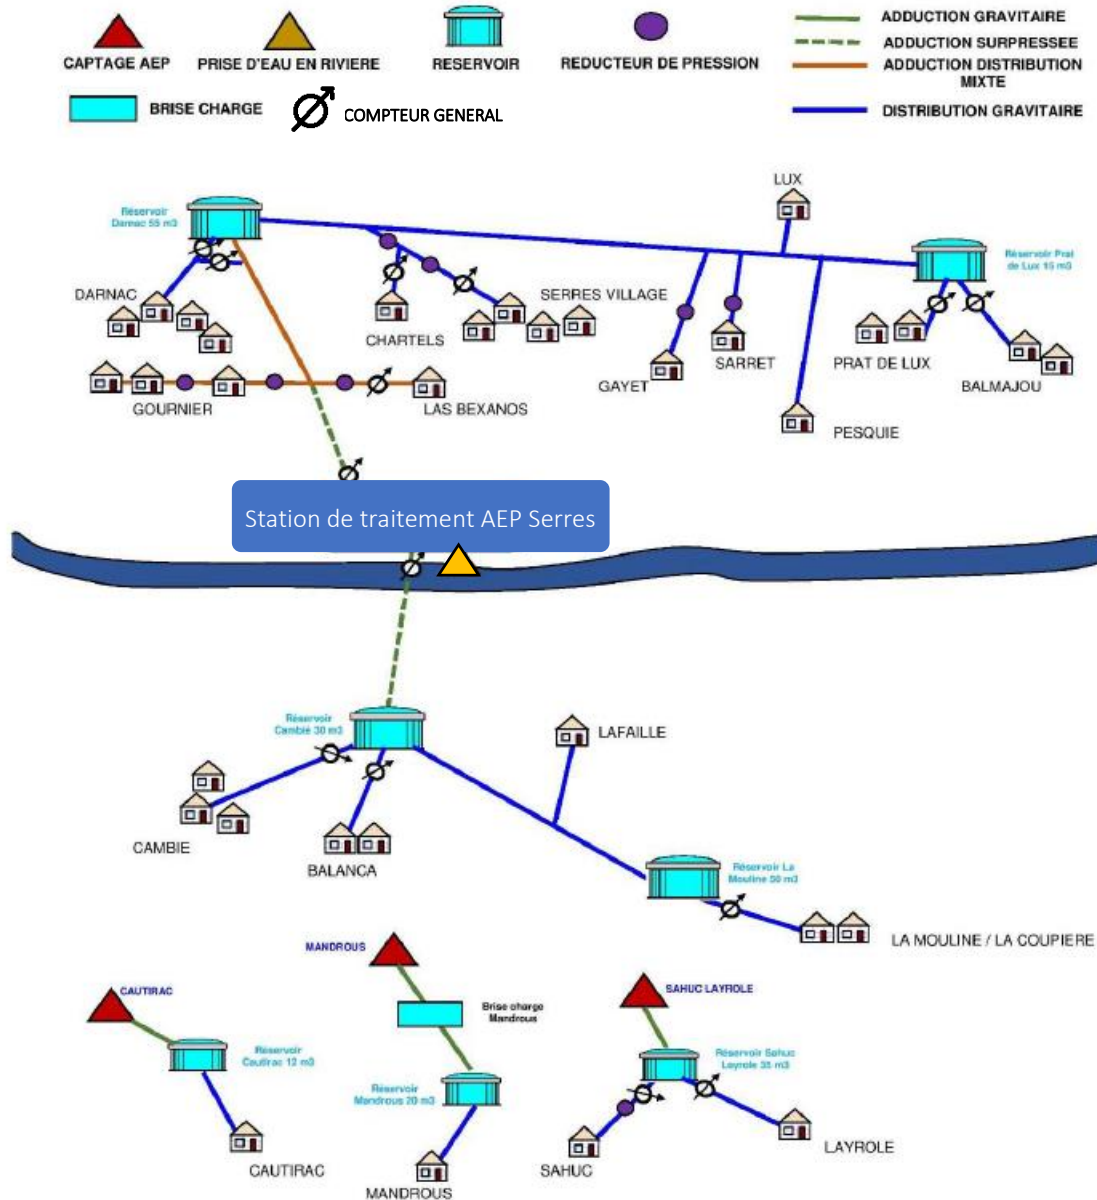 CAPTAGE AEP
PRISE D'EAU EN RIVIERE
RESERVOIR
REDUCTEUR DE PRESSION
ADDUCTION GRAVITAIRE
ADDUCTION SURPRESSEE
ADDUCTION DISTRIBUTION
MIXTE
DISTRIBUTION GRAVITAIRE
BRISE CHARGE
COMPTEUR GENERAL
LUX
Réservoir
Darnac 55 m3
Réservoir Prat
de Lux 15 m3
DARNAC
SERRES VILLAGE
CHARTELS
GAYET
SARRET
PRAT DE LUX
BALMAJOU
GOURNIER
LAS BEXANOS
PESQUIE
Station de traitement AEP Serres
Réservoir
Cambié 30 m3
LAFAILLE
CAMBIE
BALANCA
Réservoir La
Mouline 50 m3
LA MOULINE / LA COUPIERE
MANDROUS
CAUTIRAC
SAHUC LAYROLE
Brise charge
Mandrous
Réservoir
Cautirac 12 m3
Réservoir
Mandrous 20 m3
Réservoir Sahuc
Layrole 35 m3
CAUTIRAC
MANDROUS
SAHUC
LAYROLE